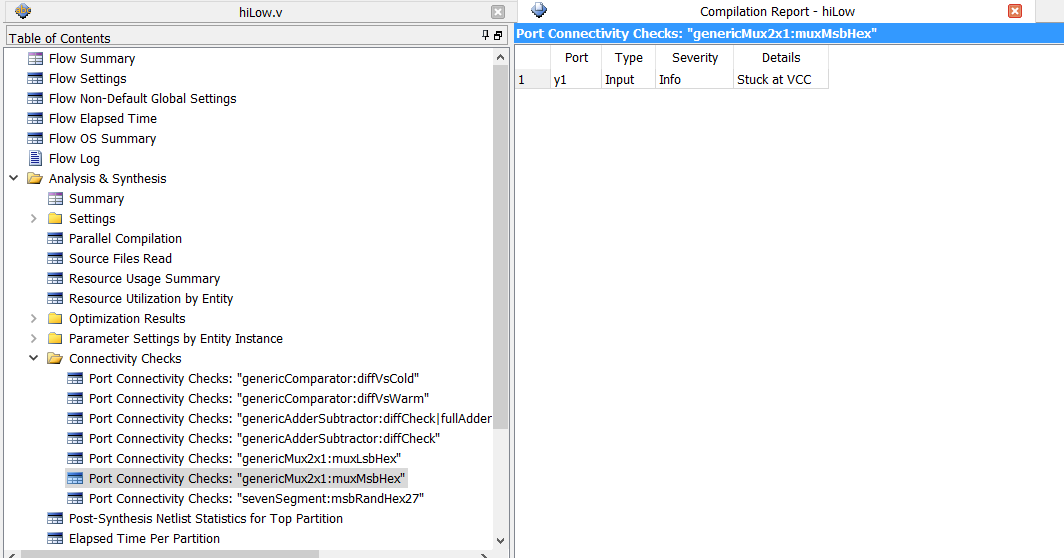 hiLow.v
Compilation Report - hiLow
Table of Contents
Flow Summary
Flow Settings
Flow Non-Default Global Settings
Flow Elapsed Time
Flow OS Summary
Flow Log
Analysis & Synthesis
Summary
Settings
Parallel Compilation
Source Files Read
Resource Usage Summary
Resource Utilization by Entity
Optimization Results
Parameter Settings by Entity Instance
Connectivity Checks
Port Connectivity Checks: "genericComparator:diffVsCold"
Port Connectivity Checks: "genericComparator:diffVsWarm"
Port Connectivity Checks: "genericAdderSubtractor:diffCheck|fullAdder
Port Connectivity Checks: "genericAdderSubtractor:diffCheck"
Port Connectivity Checks: "genericMux2x1:muxLsbHex"
Port Connectivity Checks: "genericMux2x1:muxMsbHex"
Port Connectivity Checks: "sevenSegment:msbRandHex27"
Post-Synthesis Netlist Statistics for Top Partition
Elapsed Time Per Partition
Port Connectivity Checks: "genericMux2x1:muxMsbHex"
Port Type Severity Details
1 y1 Input Info Stuck at VCC